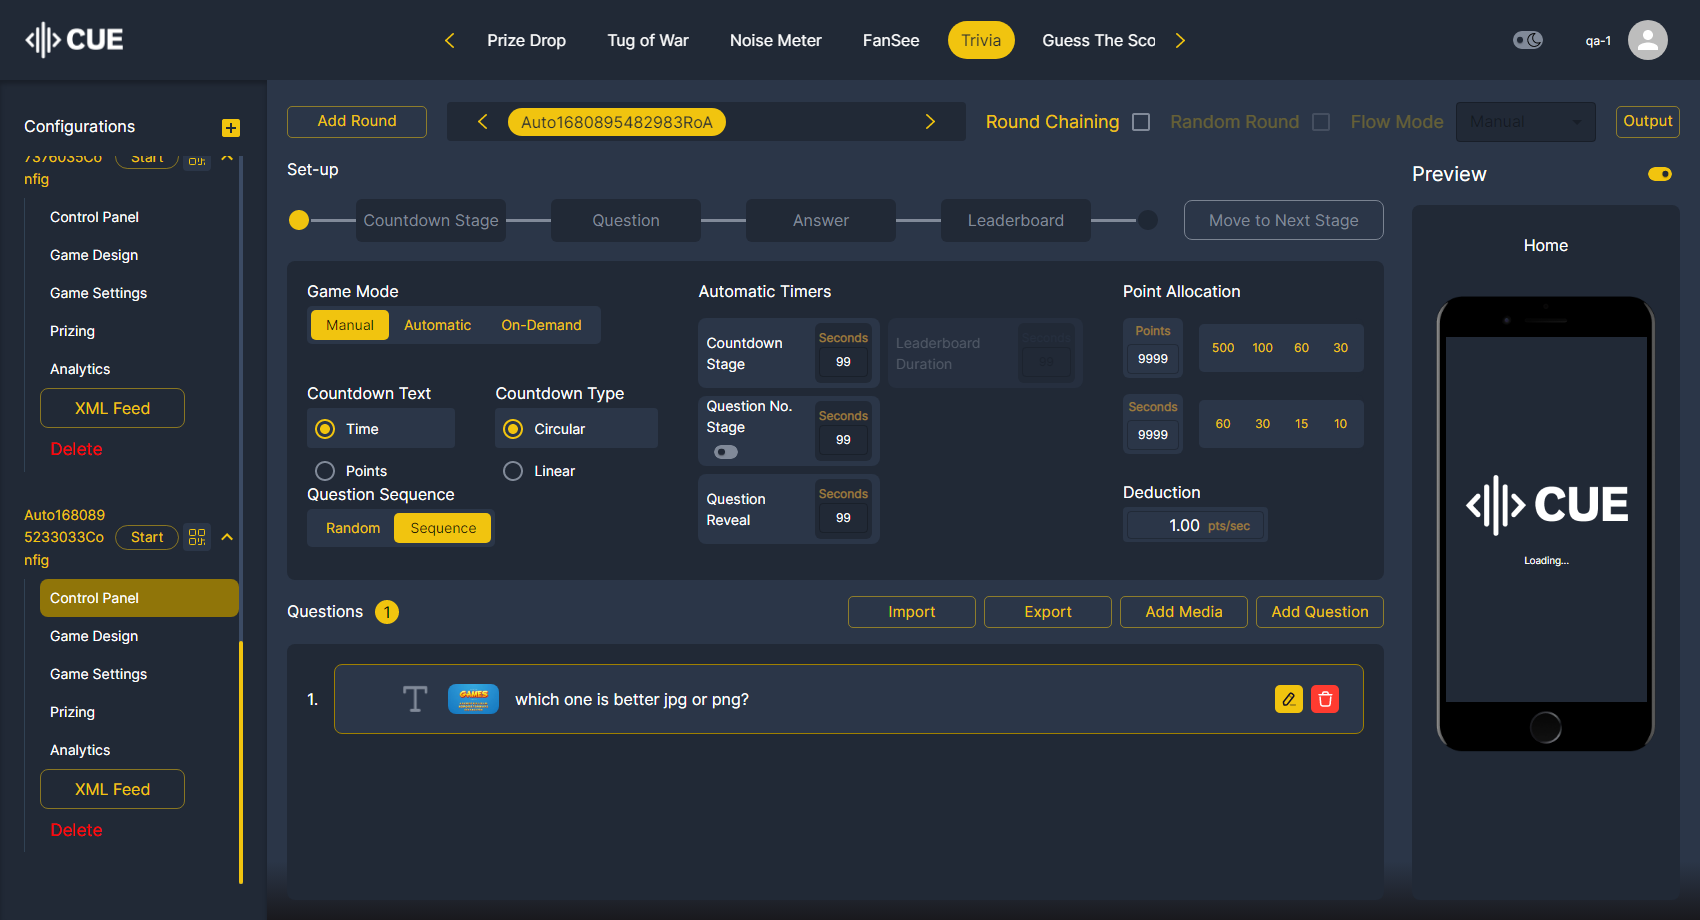 CUE
Prize Drop
Tug of War
Noise Meter
FanSee
Trivia
Guess The Sco
qa-1
Configurations
7376035Co
nfig
Start
Control Panel
Game Design
Game Settings
Prizing
Analytics
XML Feed
Delete
Auto168089
5233033Co
nfig
Start
Control Panel
Game Design
Game Settings
Prizing
Analytics
XML Feed
Delete
Add Round
Auto1680895482983RoA
Round Chaining
Random Round
Flow Mode
Manual
Output
Set-up
Countdown Stage
Question
Answer
Leaderboard
Move to Next Stage
Game Mode
Manual
Automatic
On-Demand
Countdown Text
Time
Points
Countdown Type
Circular
Linear
Question Sequence
Random
Sequence
Automatic Timers
Countdown
Stage
Seconds
99
Leaderboard
Duration
Seconds
99
Question No.
Stage
Seconds
99
Question
Reveal
Seconds
99
Point Allocation
Points
9999
500 100 60 30
Seconds
9999
60 30 15 10
Deduction
1.00 pts/sec
Questions 1
Import
Export
Add Media
Add Question
1.
T
GAMES
which one is better jpg or png?
Preview
Home
CUE
Loading...